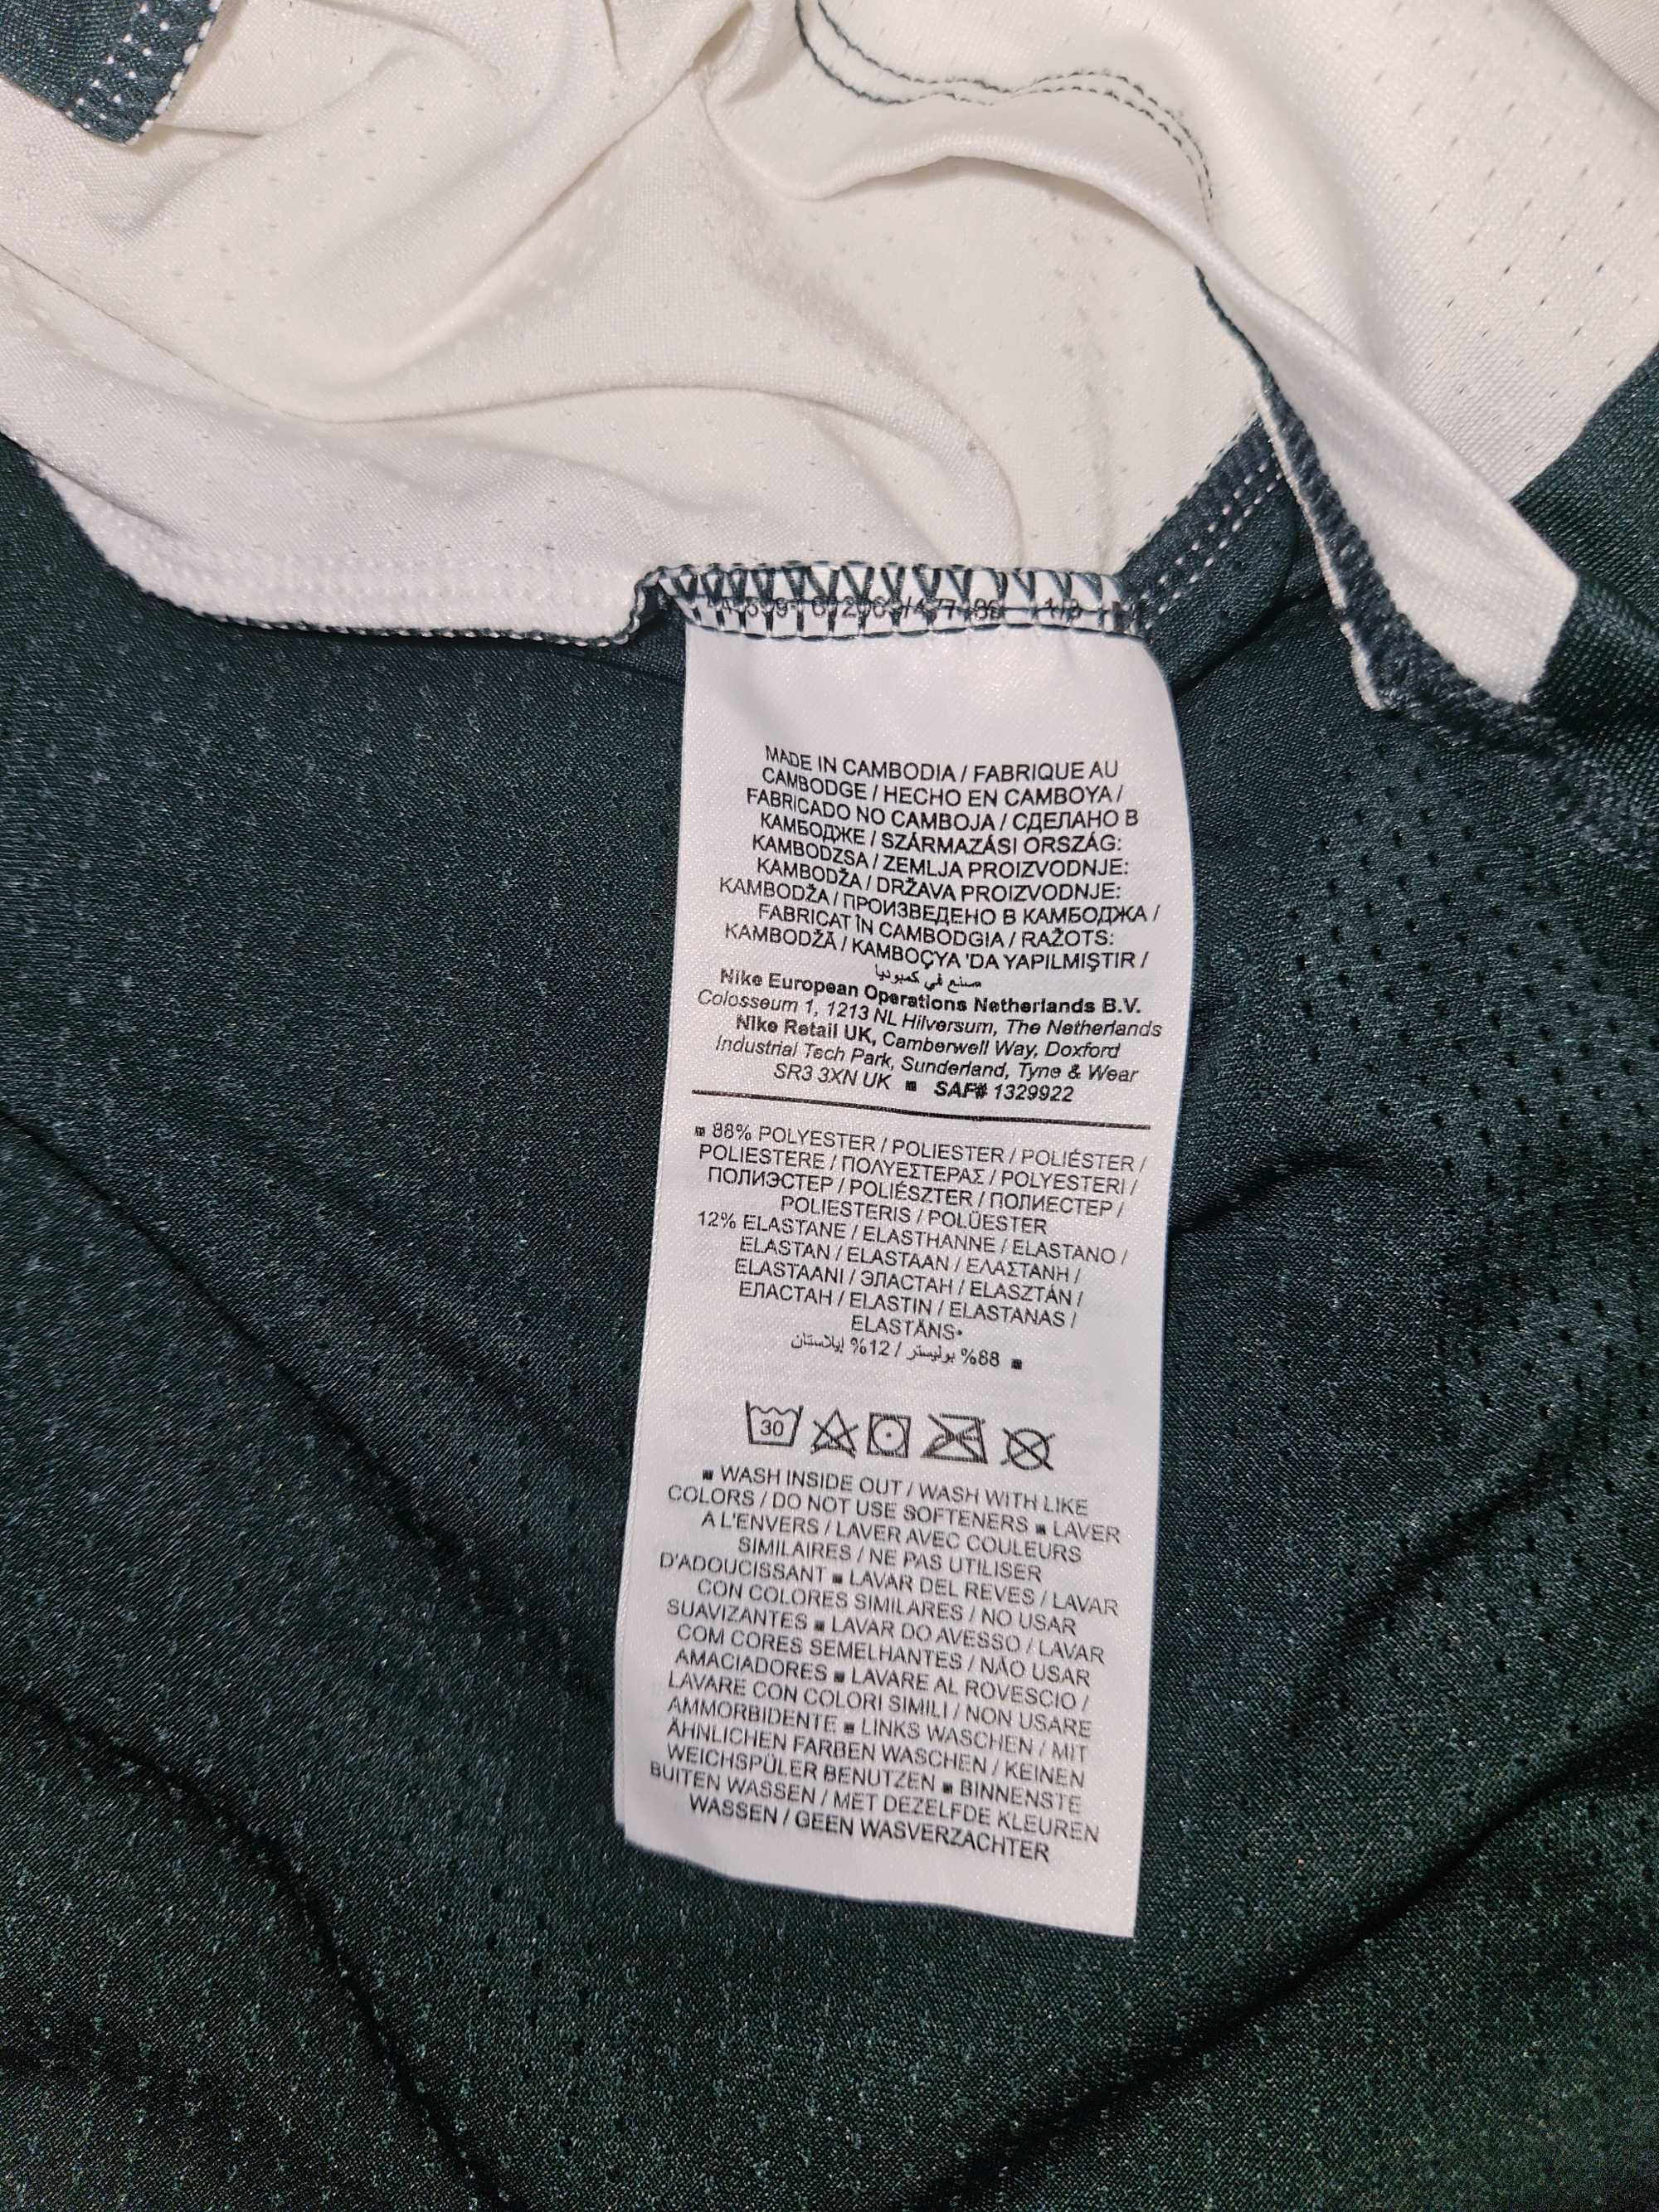 MADE IN CAMBODIA / FABRIQUE AU
CAMBODGE / HECHO EN CAMBOYA /
FABRICADO NO CAMBOJA / СДЕЛАНО В
КАМБОДЖЕ / SZÁRMAZÁSI ORSZÁG:
KAMBODZSA / ZEMLJA PROIZVODNJE:
KAMBODŽA / DRŽAVA PROIZVODNJE:
KAMBODŽA / ПРОИЗВЕДЕНО В КАМБОДЖА /
FABRICAT ÎN CAMBODGIA / RAŽOTS:
KAMBODŽĀ / KAMBOÇYA 'DA YAPILMIŞTIR /
صنع في كمبوديا
Nike European Operations Netherlands B.V.
Colosseum 1, 1213 NL Hilversum, The Netherlands
Nike Retail UK, Camberwell Way, Doxford
Industrial Tech Park, Sunderland, Tyne & Wear
SR3 3XN UK ■ SAF# 1329922
■ 88% POLYESTER / POLIESTER / POLIÉSTER /
POLIESTERE / ΠΟΛΥΕΣΤΕΡΑΣ / POLYESTERI /
ПОЛИЭСТЕР / POLIÉSZTER / ПОЛИЕСТЕР /
POLIESTERIS / POLÜESTER
12% ELASTANE / ELASTHANNE / ELASTANO /
ELASTAN / ELASTAAN / ΕΛΑΣΤΑΝΗ /
ELASTAANI / ЭЛАСТАН / ELASZTÁN /
ЕЛАСТАН / ELASTIN / ELASTANAS /
ELASTĀNS•
■ 88% بوليستر / 12% إيلاستان
30
■ WASH INSIDE OUT / WASH WITH LIKE
COLORS / DO NOT USE SOFTENERS ■ LAVER
A L'ENVERS / LAVER AVEC COULEURS
SIMILAIRES / NE PAS UTILISER
D'ADOUCISSANT ■ LAVAR DEL REVES / LAVAR
CON COLORES SIMILARES / NO USAR
SUAVIZANTES ■ LAVAR DO AVESSO / LAVAR
COM CORES SEMELHANTES / NÃO USAR
AMACIADORES ■ LAVARE AL ROVESCIO /
LAVARE CON COLORI SIMILI / NON USARE
AMMORBIDENTE ■ LINKS WASCHEN / MIT
ÄHNLICHEN FARBEN WASCHEN / KEINEN
WEICHSPÜLER BENUTZEN ■ BINNENSTE
BUITEN WASSEN / MET DEZELFDE KLEUREN
WASSEN / GEEN WASVERZACHTER